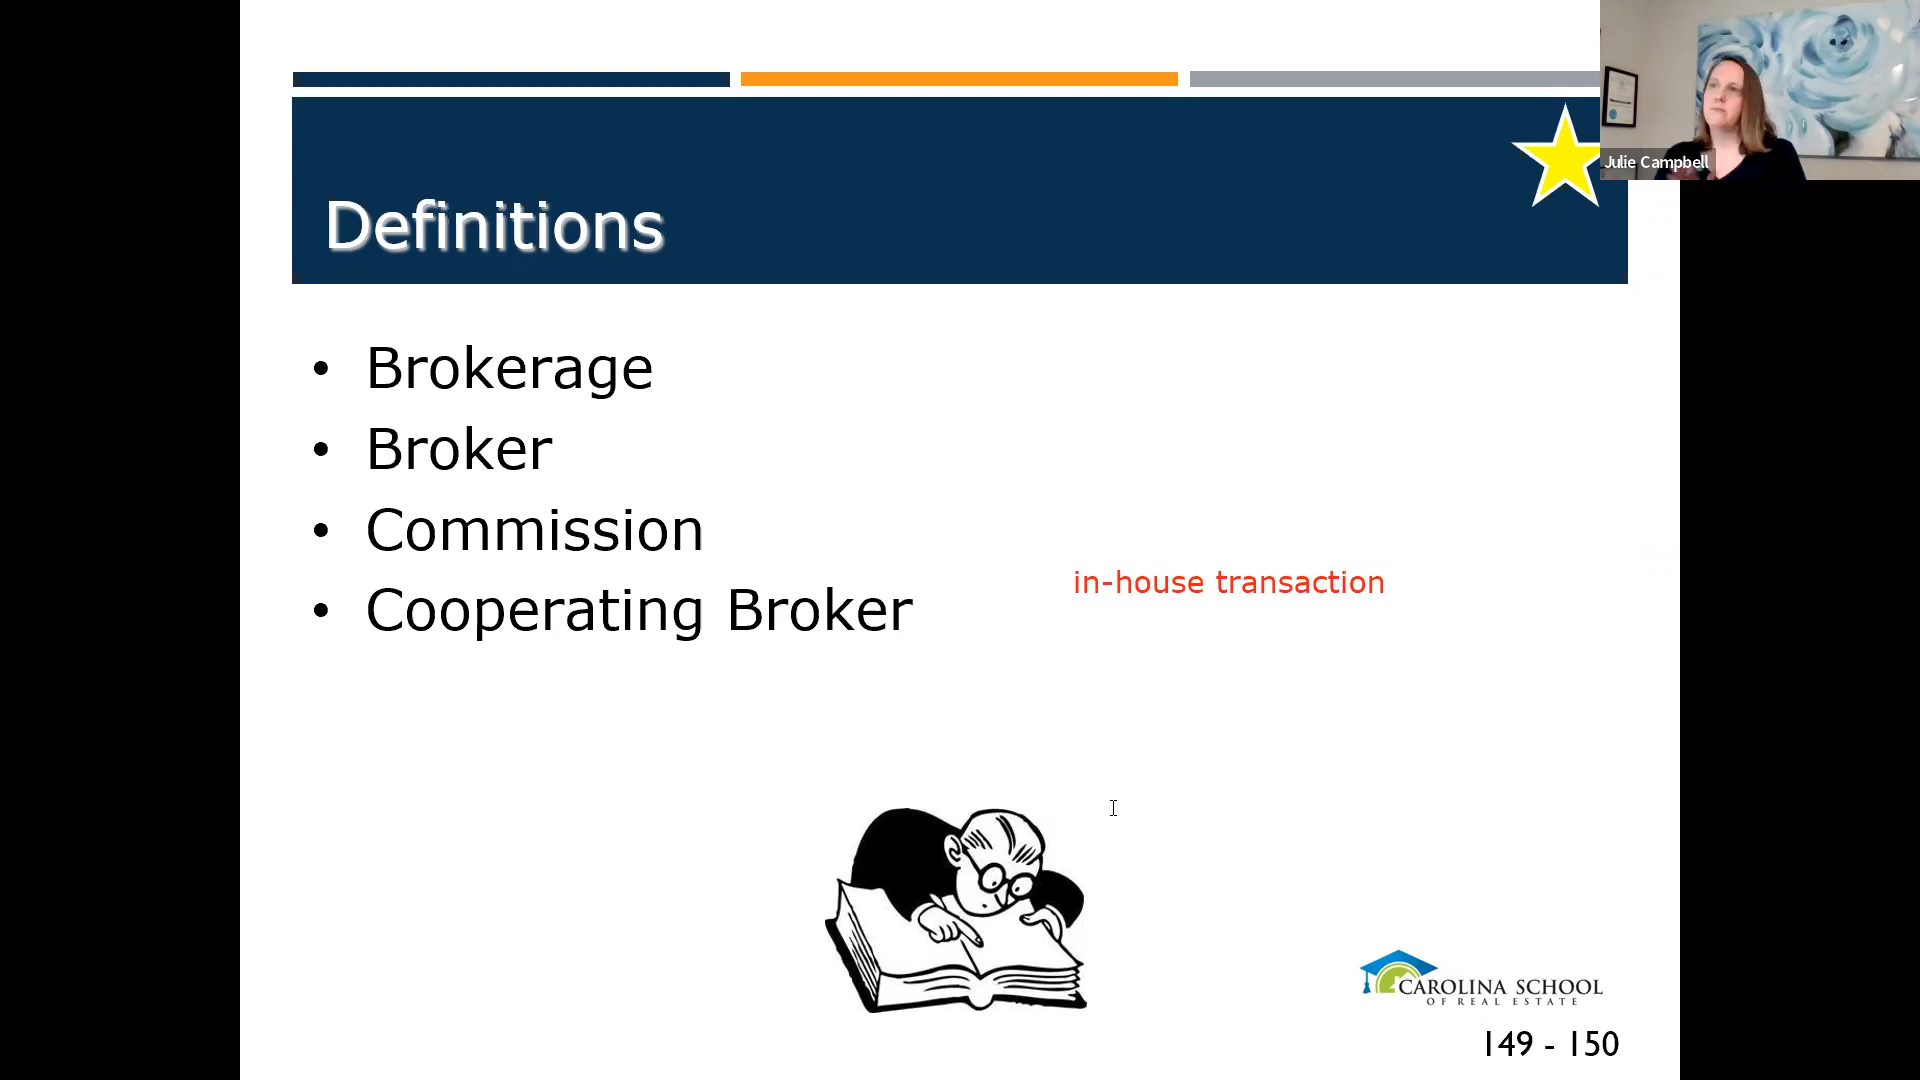 Julie Campbell
Definitions
• Brokerage
• Broker
• Commission
in-house transaction
• Cooperating Broker
CAROLINA SCHOOL
OF REAL ESTATE
149 - 150